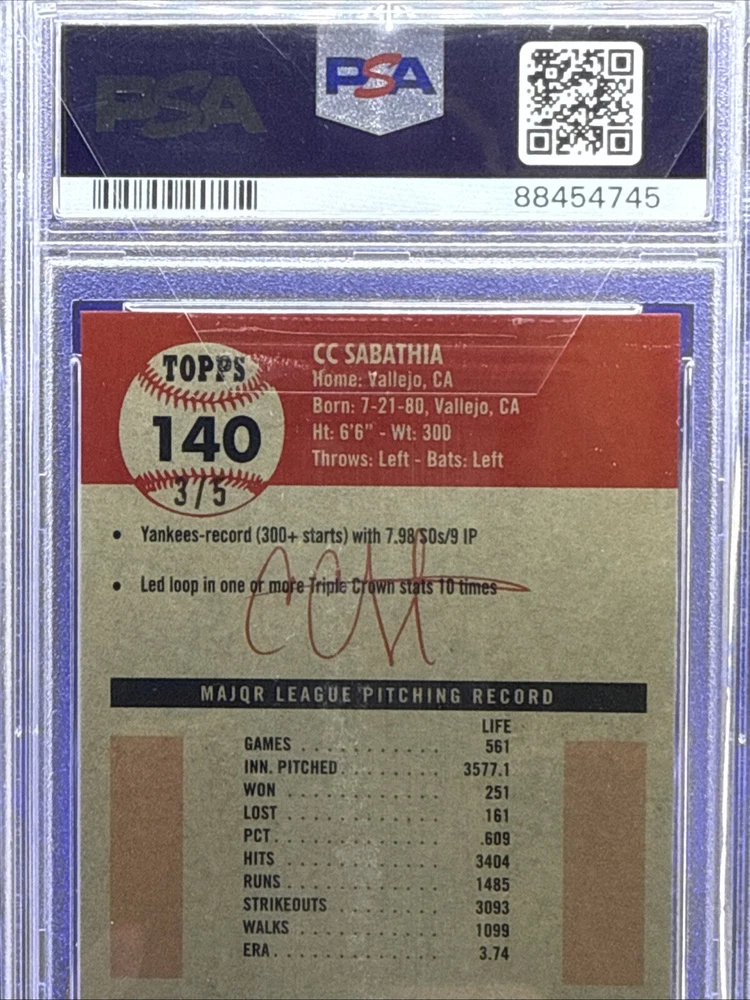 PSA
PSA
88454745
TOPPS
140
3/5
CC SABATHIA
Home: Vallejo, CA
Born: 7-21-80, Vallejo, CA
Ht: 6'6" - Wt: 300
Throws: Left - Bats: Left
• Yankees-record (300+ starts) with 7.98 SOs/9 IP
• Led loop in one or more Triple Crown stats 10 times
MAJOR LEAGUE PITCHING RECORD
LIFE
GAMES . . . . . . . . . . . 561
INN. PITCHED . . . . . . . . 3577.1
WON . . . . . . . . . . . . 251
LOST . . . . . . . . . . . . 161
PCT. . . . . . . . . . . . . .609
HITS . . . . . . . . . . . . 3404
RUNS . . . . . . . . . . . . 1485
STRIKEOUTS . . . . . . . . . 3093
WALKS . . . . . . . . . . . 1099
ERA . . . . . . . . . . . . 3.74